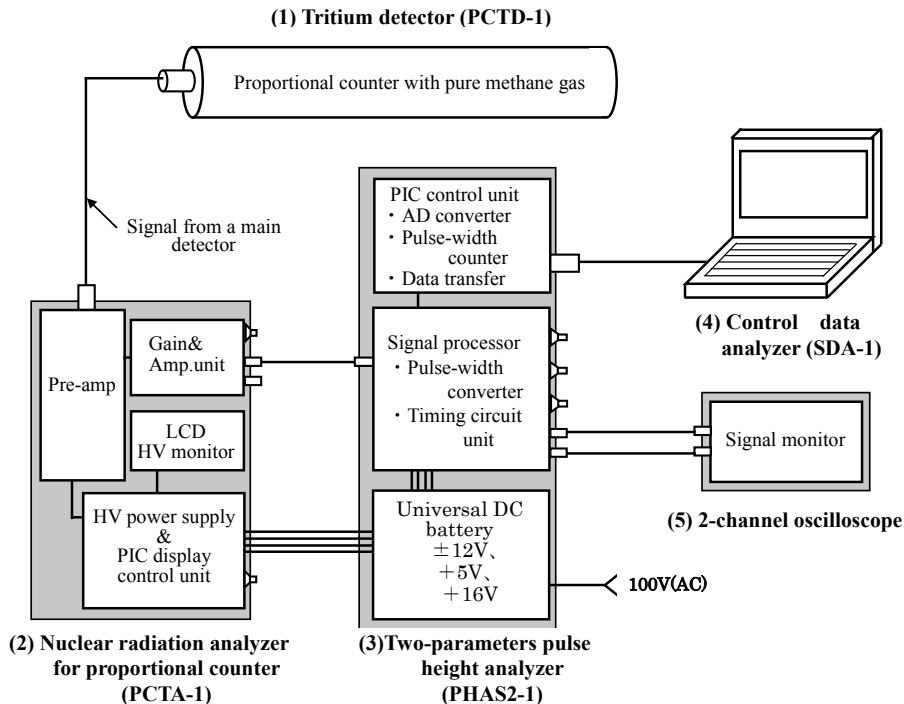 (1) Tritium detector (PCTD-1)
Proportional counter with pure methane gas
Signal from a main
detector
PIC control unit
・ AD converter
・ Pulse-width
counter
・ Data transfer
(4) Control data
analyzer (SDA-1)
Pre-amp
Gain&
Amp.unit
LCD
HV monitor
HV power supply
&
PIC display
control unit
Signal processor
・ Pulse-width
converter
・ Timing circuit
unit
Signal monitor
(5) 2-channel oscilloscope
Universal DC
battery
±12V、
+5V、
+16V
100V(AC)
(2) Nuclear radiation analyzer
for proportional counter
(PCTA-1)
(3)Two-parameters pulse
height analyzer
(PHAS2-1)